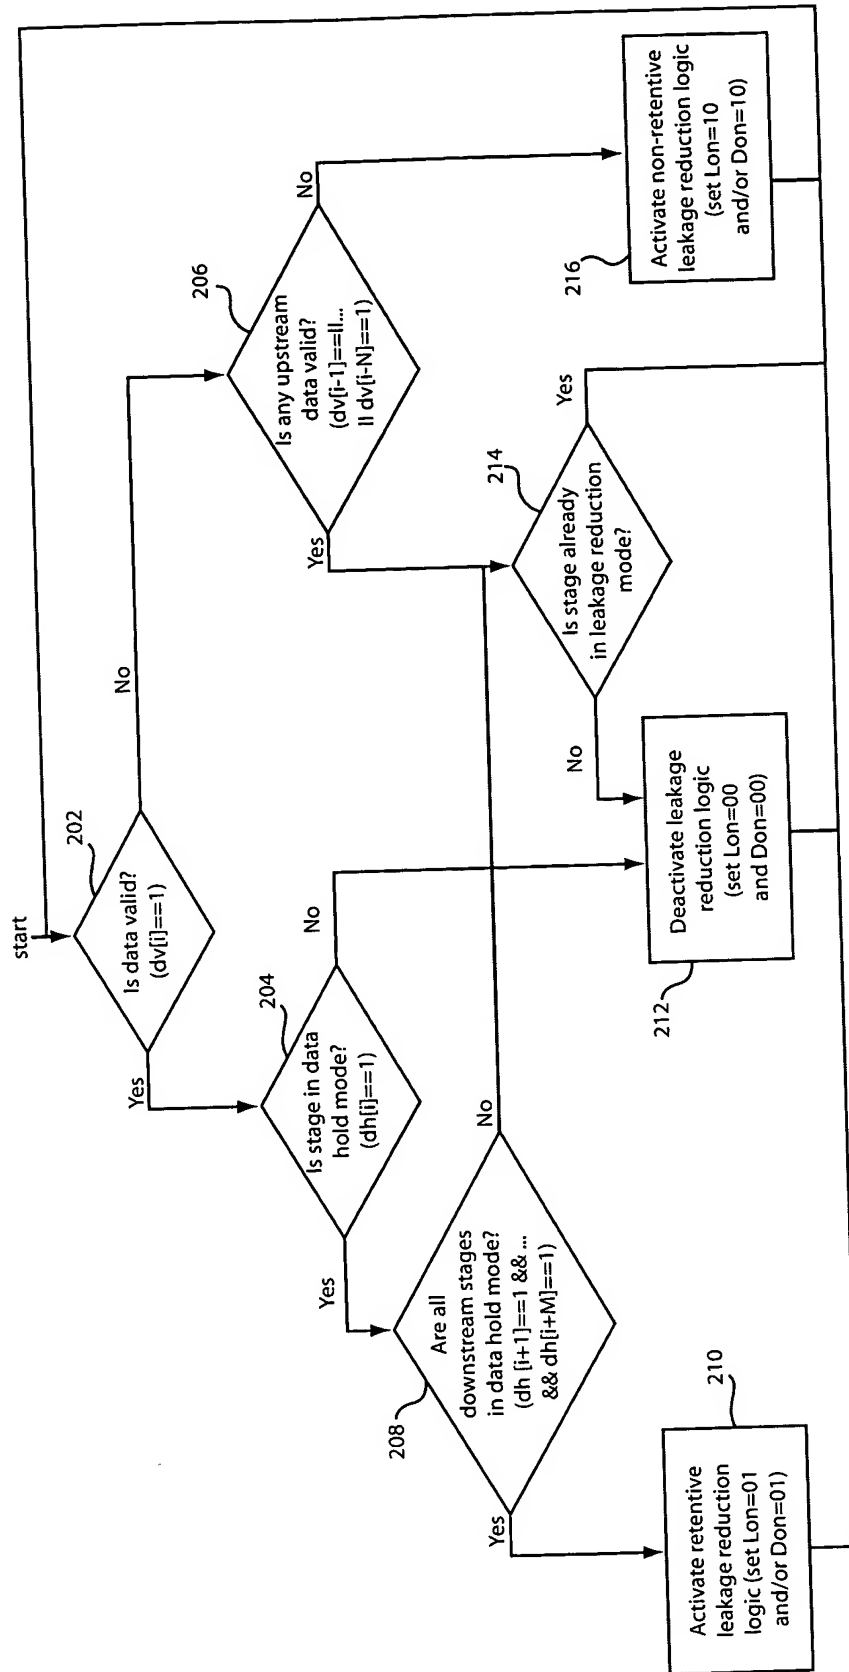 start
202
Is data valid?
(dv[i]==1)
Yes
No
204
Is stage in data
hold mode?
(dh[i]==1)
Yes
No
206
Is any upstream
data valid?
(dv[i-1]==ll...
ll dv[i-N]==1)
Yes
No
208
Are all
downstream stages
in data hold mode?
(dh [i+1]==1 && ...
&& dh[i+M]==1)
Yes
No
214
Is stage already
in leakage reduction
mode?
No
Yes
210
Activate retentive
leakage reduction
logic (set Lon=01
and/or Don=01)
212
Deactivate leakage
reduction logic
(set Lon=00
and Don=00)
216
Activate non-retentive
leakage reduction logic
(set Lon=10
and/or Don=10)